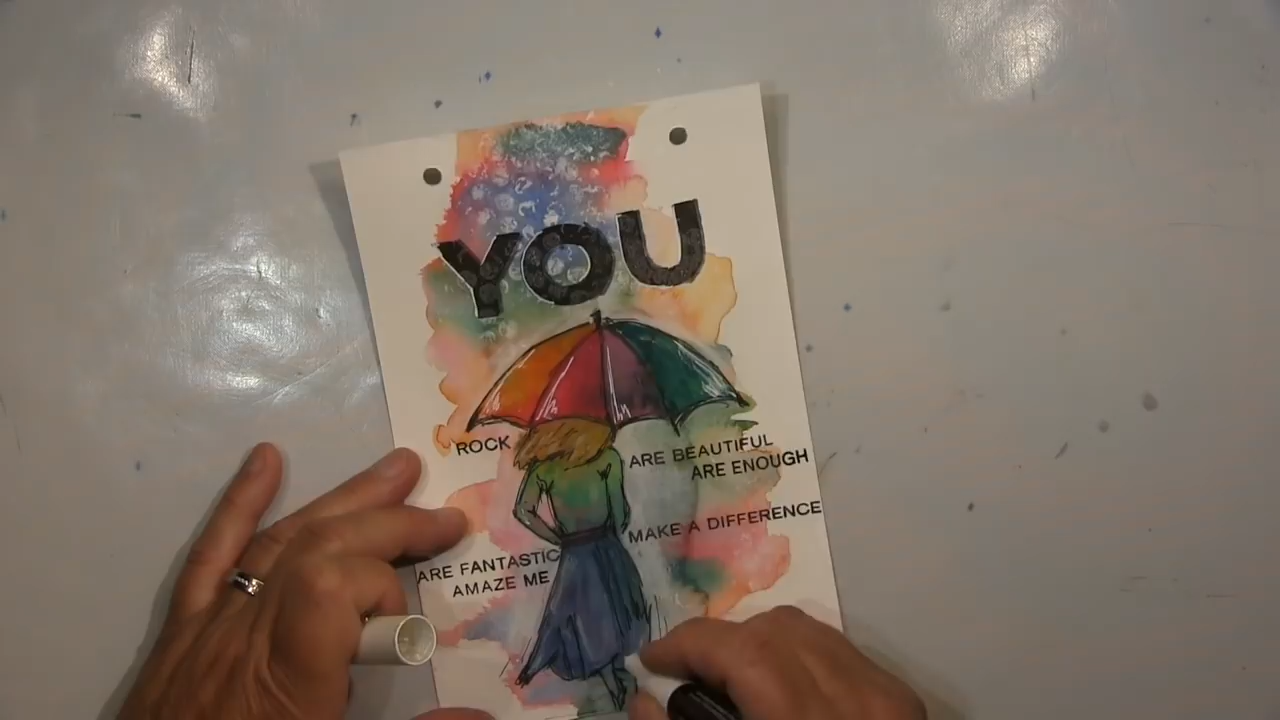 YOU
ROCK
ARE BEAUTIFUL
ARE ENOUGH
MAKE A DIFFERENCE
ARE FANTASTIC
AMAZE ME